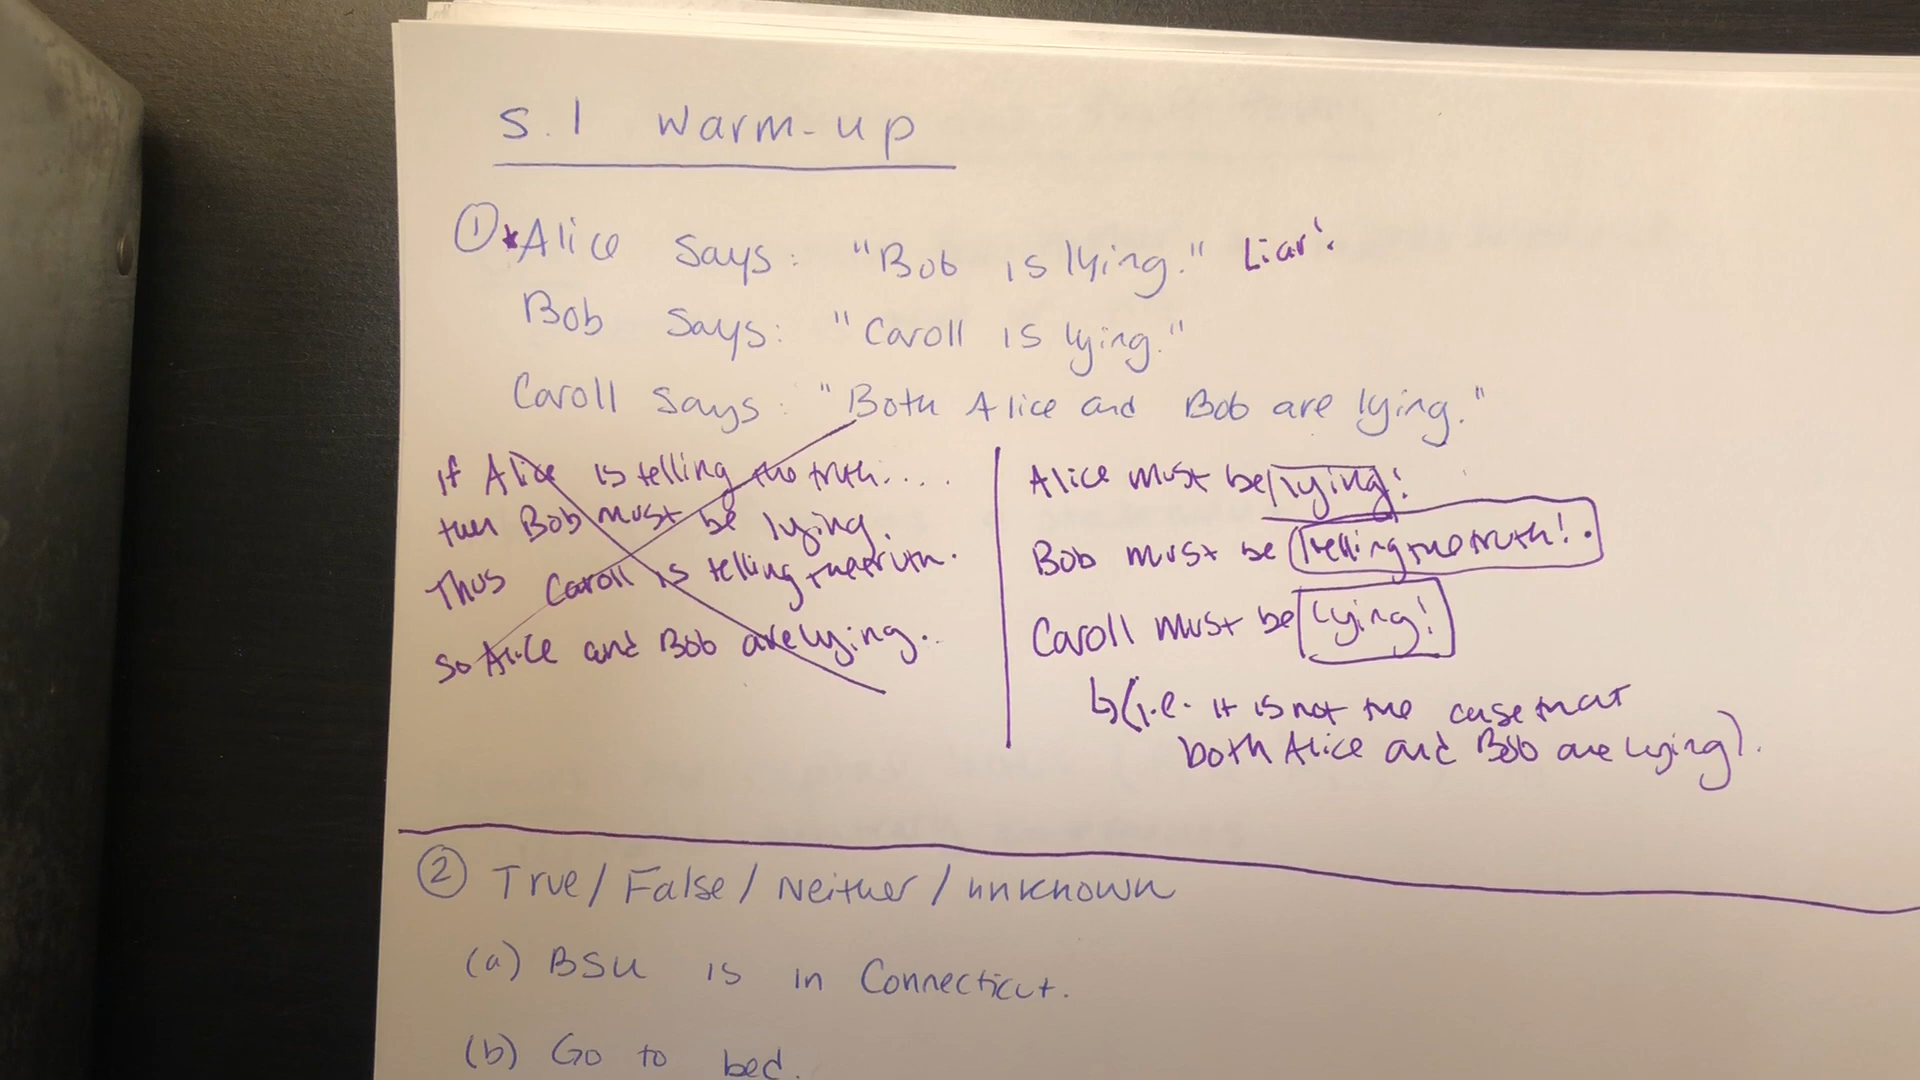 5.1 Warm-up
① *Alice says: "Bob is lying." Liar!
Bob says: "Caroll is lying."
Caroll says: "Both Alice and Bob are lying."
If Alice is telling the truth....
then Bob must be lying.
Thus Caroll is telling the truth.
So Alice and Bob are lying.
Alice must be lying!
Bob must be telling the truth!.
Caroll must be lying!
↳(i.e. it is not the case that
both Alice and Bob are lying).
② True/False/Neither/unknown
(a) BSU is in Connecticut.
(b) Go to bed.